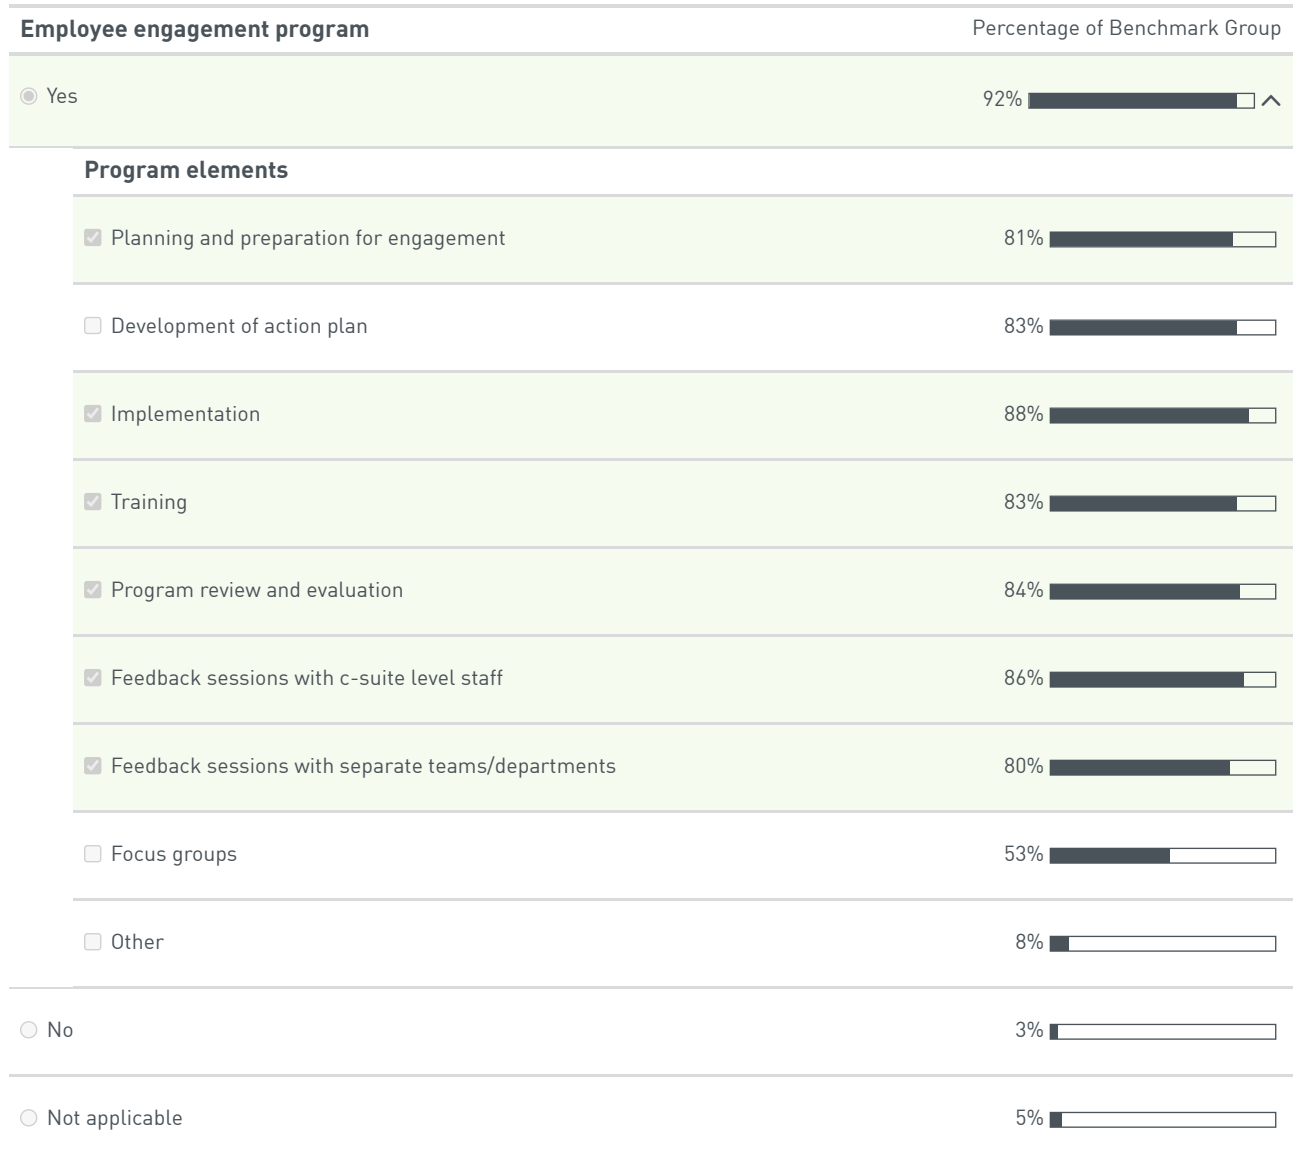 Employee engagement program Percentage of Benchmark Group
Yes 92%
Program elements
Planning and preparation for engagement 81%
Development of action plan 83%
Implementation 88%
Training 83%
Program review and evaluation 84%
Feedback sessions with c-suite level staff 86%
Feedback sessions with separate teams/departments 80%
Focus groups 53%
Other 8%
No 3%
Not applicable 5%